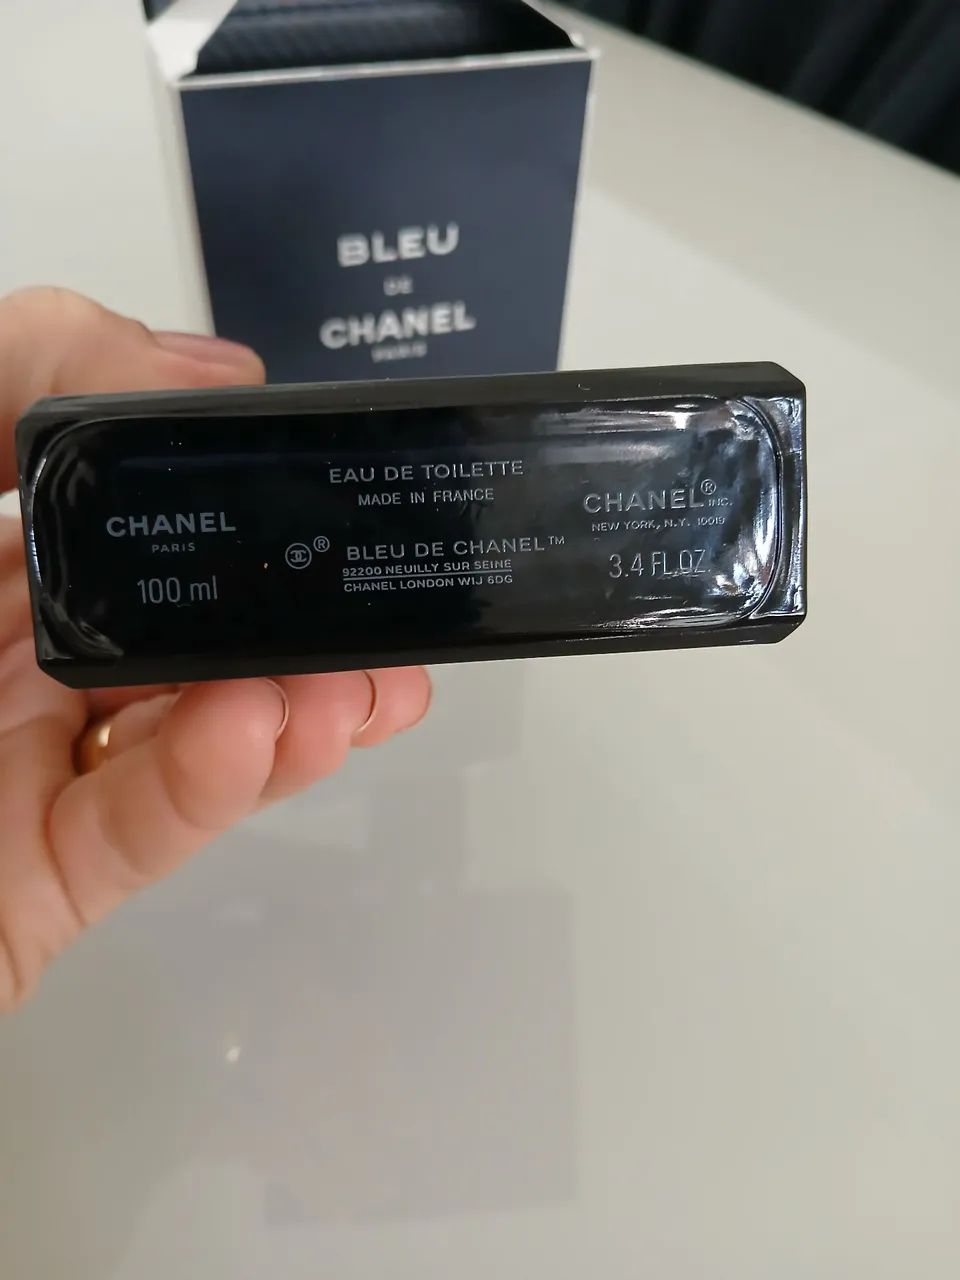 BLEU
DE
CHANEL
PARIS
EAU DE TOILETTE
MADE IN FRANCE
CHANEL
PARIS
100 ml
® BLEU DE CHANEL™
92200 NEUILLY SUR SEINE
CHANEL LONDON W1J 6DG
CHANEL® INC.
NEW YORK, N.Y. 10019
3.4 FL.OZ.